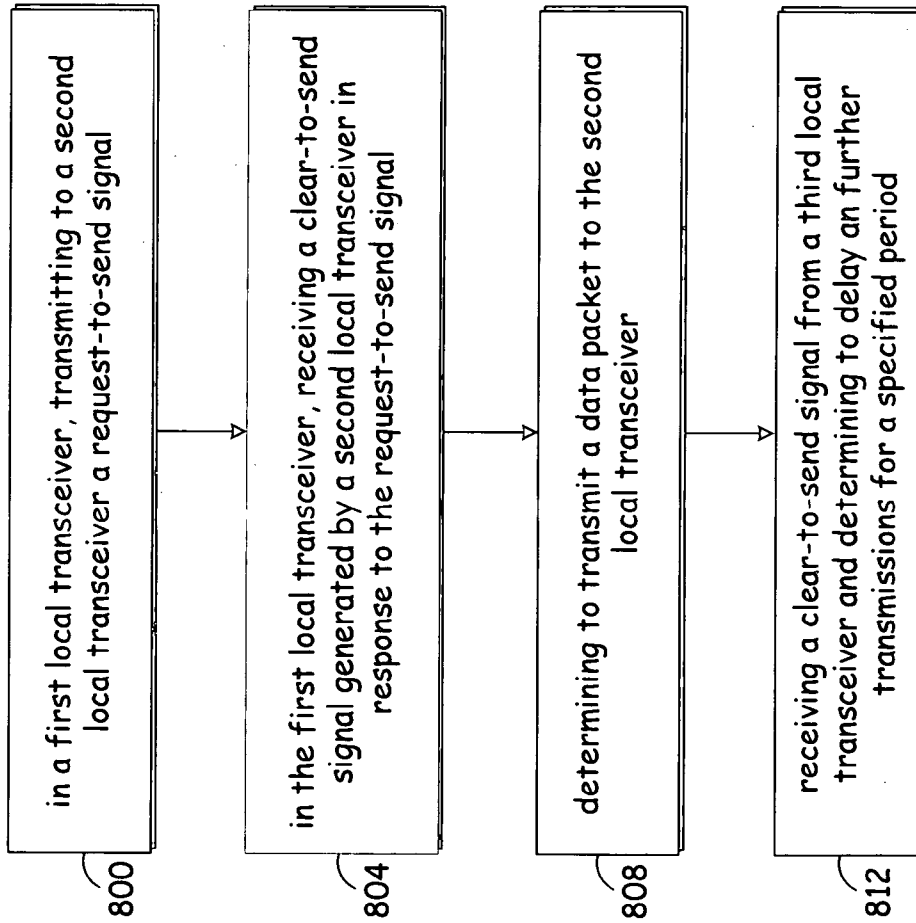 in a first local transceiver, transmitting to a second
local transceiver a request-to-send signal
800
in the first local transceiver, receiving a clear-to-send
signal generated by a second local transceiver in
response to the request-to-send signal
804
determining to transmit a data packet to the second
local transceiver
808
receiving a clear-to-send signal from a third local
transceiver and determining to delay an further
transmissions for a specified period
812